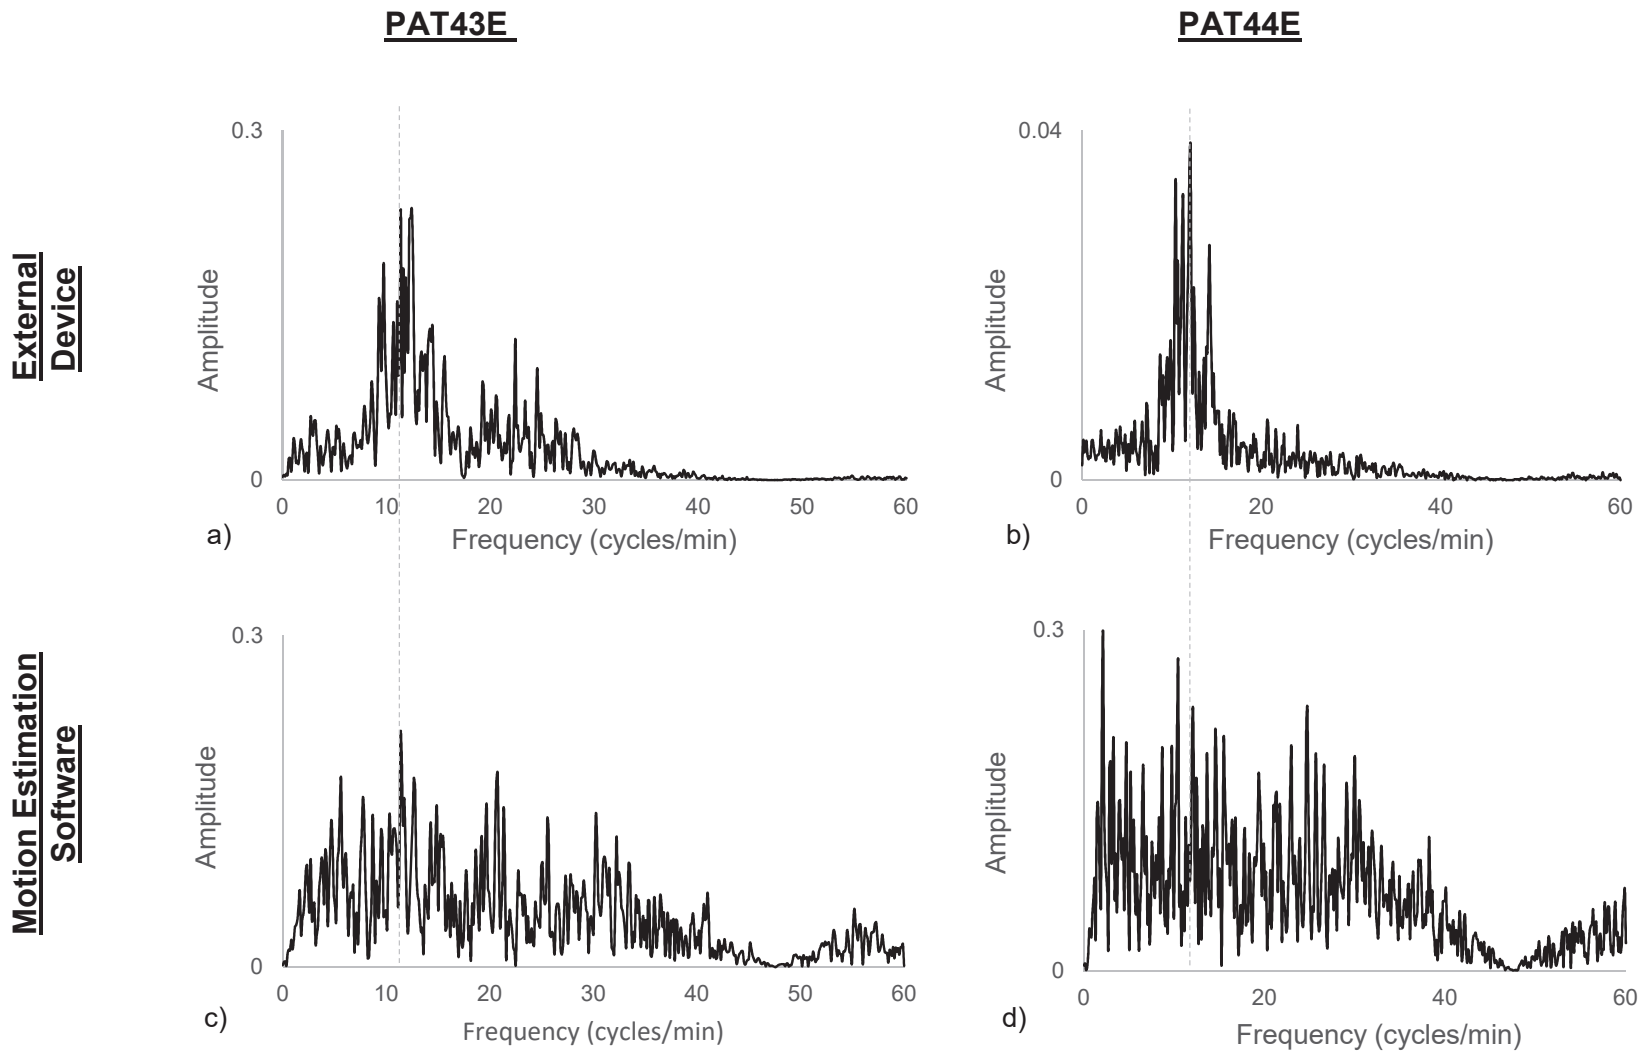 PAT43E
PAT44E
External
Device
0.3
Amplitude
0
0 10 20 30 40 50 60
a)
Frequency (cycles/min)
0.04
Amplitude
0
0 20 40 60
b)
Frequency (cycles/min)
Motion Estimation
Software
0.3
Amplitude
0
0 10 20 30 40 50 60
c)
Frequency (cycles/min)
0.3
Amplitude
0
0 20 40 60
d)
Frequency (cycles/min)